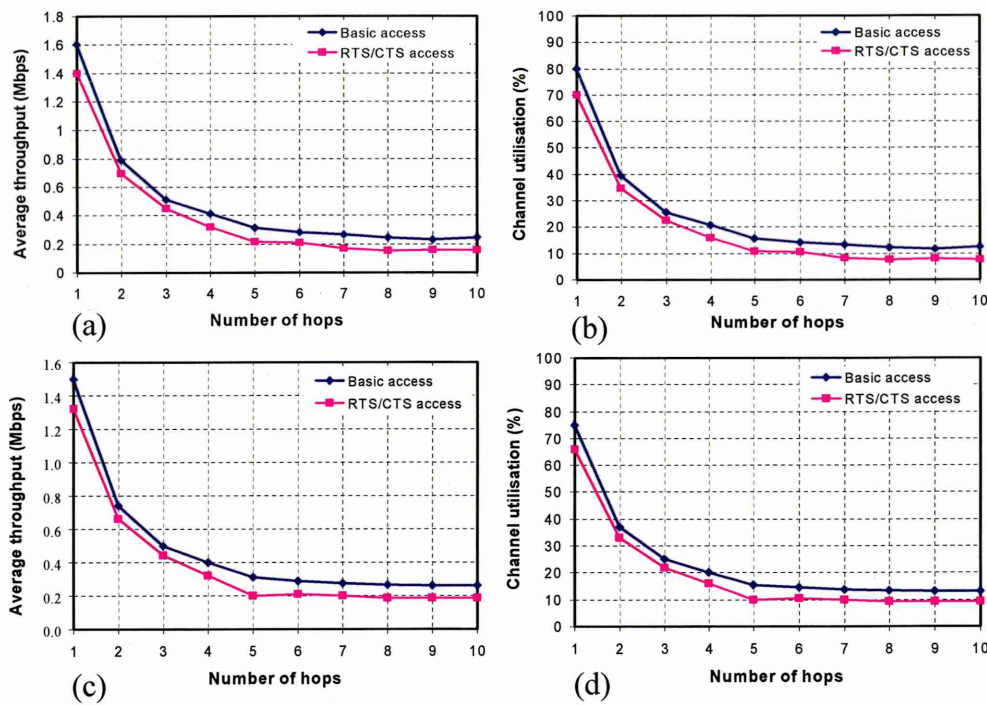 1.8
1.6
1.4
1.2
1
0.8
0.6
0.4
0.2
0
Average throughput (Mbps)
Basic access
RTS/CTS access
1 2 3 4 5 6 7 8 9 10
Number of hops
(a)
100
90
80
70
60
50
40
30
20
10
0
Channel utilisation (%)
Basic access
RTS/CTS access
1 2 3 4 5 6 7 8 9 10
Number of hops
(b)
1.6
1.4
1.2
1.0
0.8
0.6
0.4
0.2
0.0
Average throughput (Mbps)
Basic access
RTS/CTS access
1 2 3 4 5 6 7 8 9 10
Number of hops
(c)
100
90
80
70
60
50
40
30
20
10
0
Channel utilisation (%)
Basic access
RTS/CTS access
1 2 3 4 5 6 7 8 9 10
Number of hops
(d)